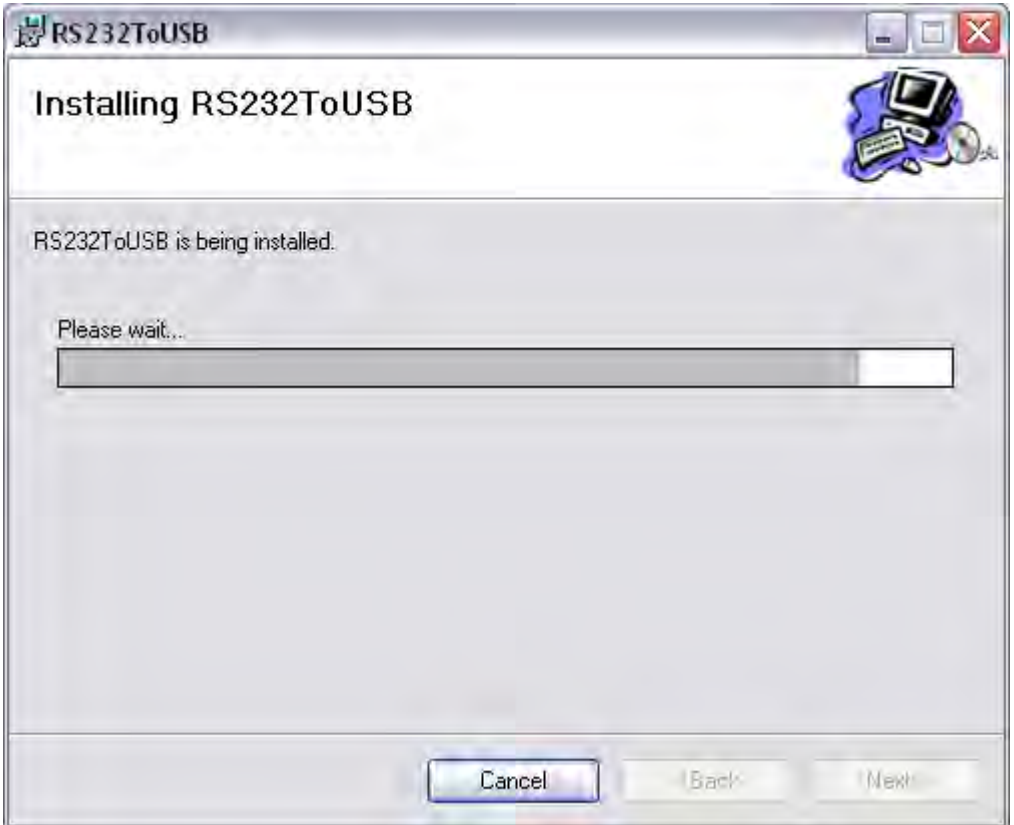 RS232ToUSB
Installing RS232ToUSB
RS232ToUSB is being installed.
Please wait...
Cancel
< Back
Next >